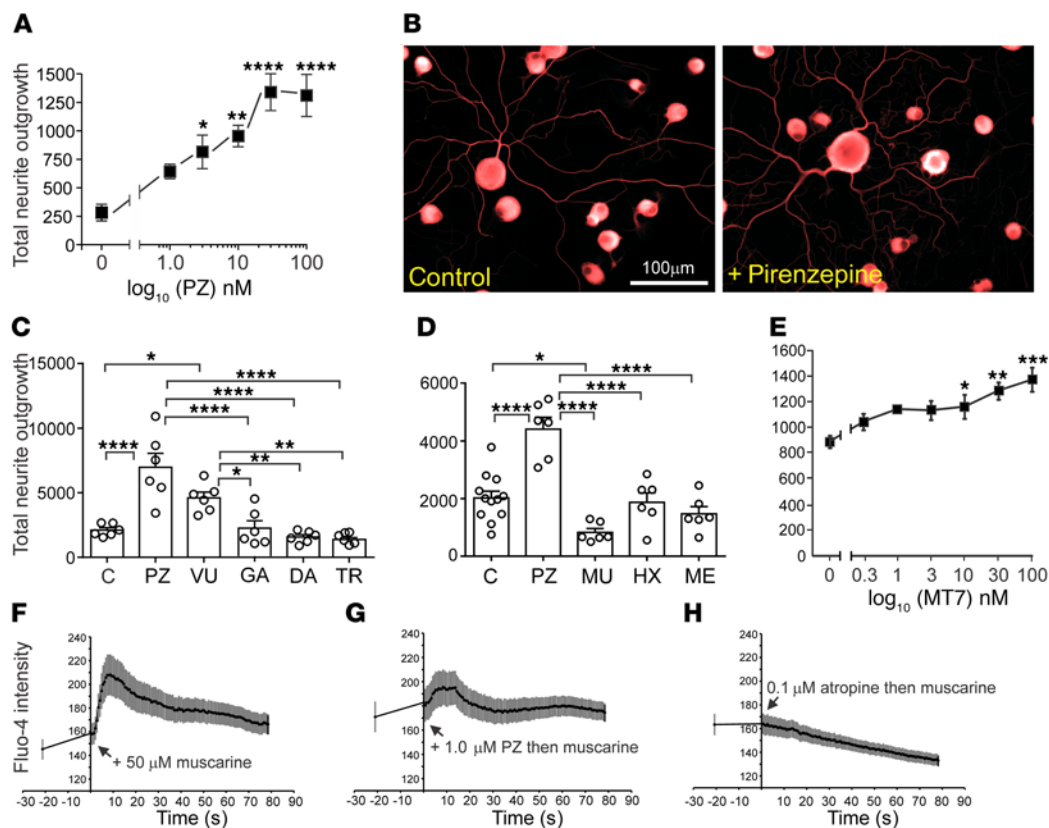 A
Total neurite outgrowth
1500
1250
1000
750
500
250
0
*
**
****
****
0
1.0
10
100
log10 (PZ) nM
B
Control
100μm
+ Pirenzepine
C
Total neurite outgrowth
15000
10000
5000
0
*
****
****
****
****
**
**
*
C PZ VU GA DA TR
D
6000
4000
2000
0
*
****
****
****
****
C PZ MU HX ME
E
1600
1400
1200
1000
800
600
400
200
0
*
**
***
0 0.3 1 3 10 30 100
log10 (MT7) nM
F
Fluo-4 intensity
240
220
200
180
160
140
120
110
+ 50 μM muscarine
-30 -20 -10 0 10 20 30 40 50 60 70 80 90
Time (s)
G
240
220
200
180
160
140
120
110
+ 1.0 μM PZ then muscarine
-30 -20 -10 0 10 20 30 40 50 60 70 80 90
Time (s)
H
240
220
200
180
160
140
120
110
0.1 μM atropine then muscarine
-30 -20 -10 0 10 20 30 40 50 60 70 80 90
Time (s)